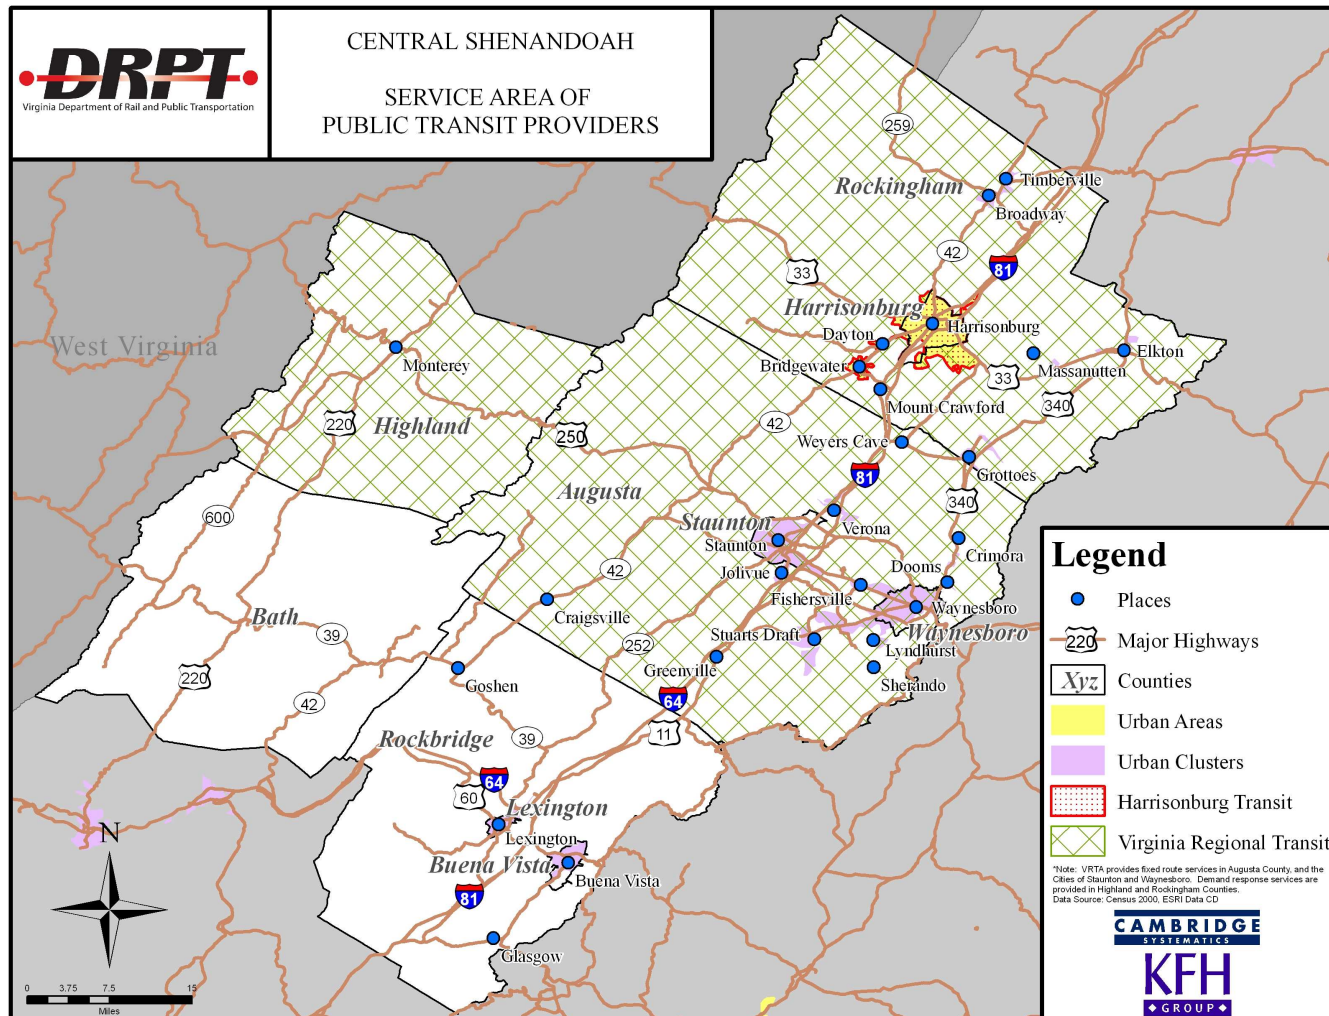 DRPT
Virginia Department of Rail and Public Transportation
CENTRAL SHENANDOAH
SERVICE AREA OF
PUBLIC TRANSIT PROVIDERS
259
Rockingham
Timberville
Broadway
42
81
33
Harrisonburg
Harrisonburg
Dayton
Bridgewater
Elkton
Massanutten
33
340
Mount Crawford
West Virginia
Monterey
220
Highland
250
42
Weyers Cave
81
Grottoes
340
Augusta
600
Staunton
Staunton
Verona
Crimora
Jolivue
Dooms
Fishersville
Waynesboro
Waynesboro
42
Craigsville
Bath
39
252
Stuarts Draft
Lyndhurst
Greenville
Sherando
220
42
Goshen
64
11
39
Rockbridge
64
60
Lexington
Lexington
Buena Vista
Buena Vista
81
Glasgow
N
0 3.75 7.5 15
Miles
Legend
Places
220 Major Highways
Xyz Counties
Urban Areas
Urban Clusters
Harrisonburg Transit
Virginia Regional Transit
*Note: VRTA provides fixed route services in Augusta County, and the
Cities of Staunton and Waynesboro. Demand response services are
provided in Highland and Rockingham Counties.
Data Source: Census 2000, ESRI Data CD
CAMBRIDGE
SYSTEMATICS
KFH
GROUP